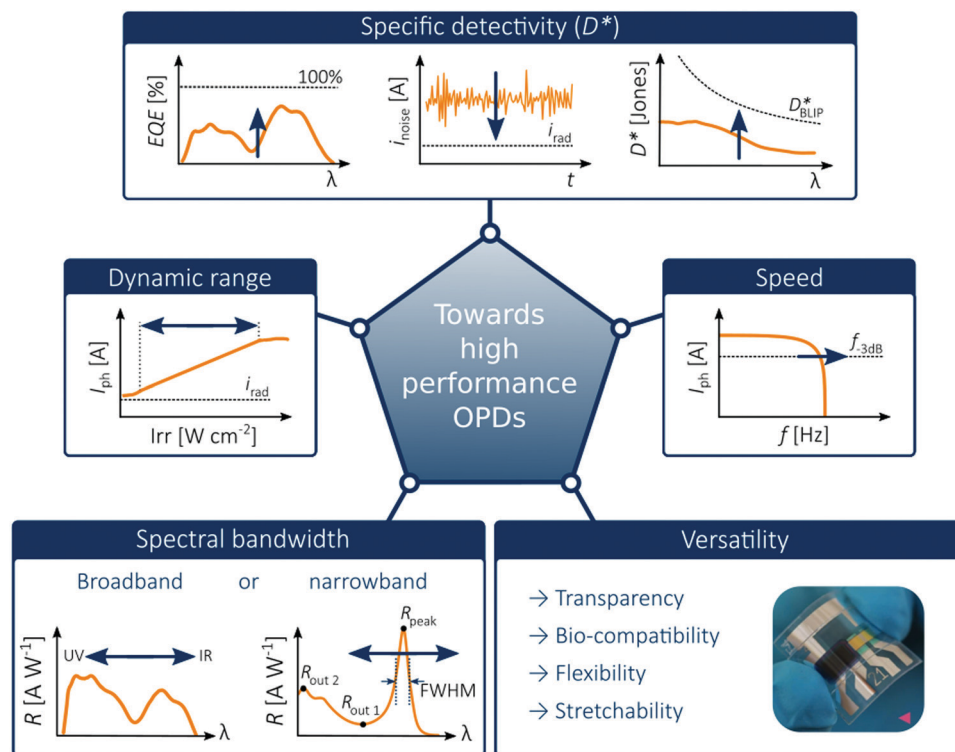 Specific detectivity (D*)
EQE [%]
100%
λ
i_noise [A]
i_rad
t
D* [Jones]
D*_BLIP
λ
Dynamic range
I_ph [A]
i_rad
Irr [W cm⁻²]
Towards
high
performance
OPDs
Speed
I_ph [A]
f_-3dB
f [Hz]
Spectral bandwidth
Broadband or narrowband
R [A W⁻¹]
UV
IR
λ
R [A W⁻¹]
R_peak
R_out 2
R_out 1
FWHM
λ
Versatility
→ Transparency
→ Bio-compatibility
→ Flexibility
→ Stretchability
21